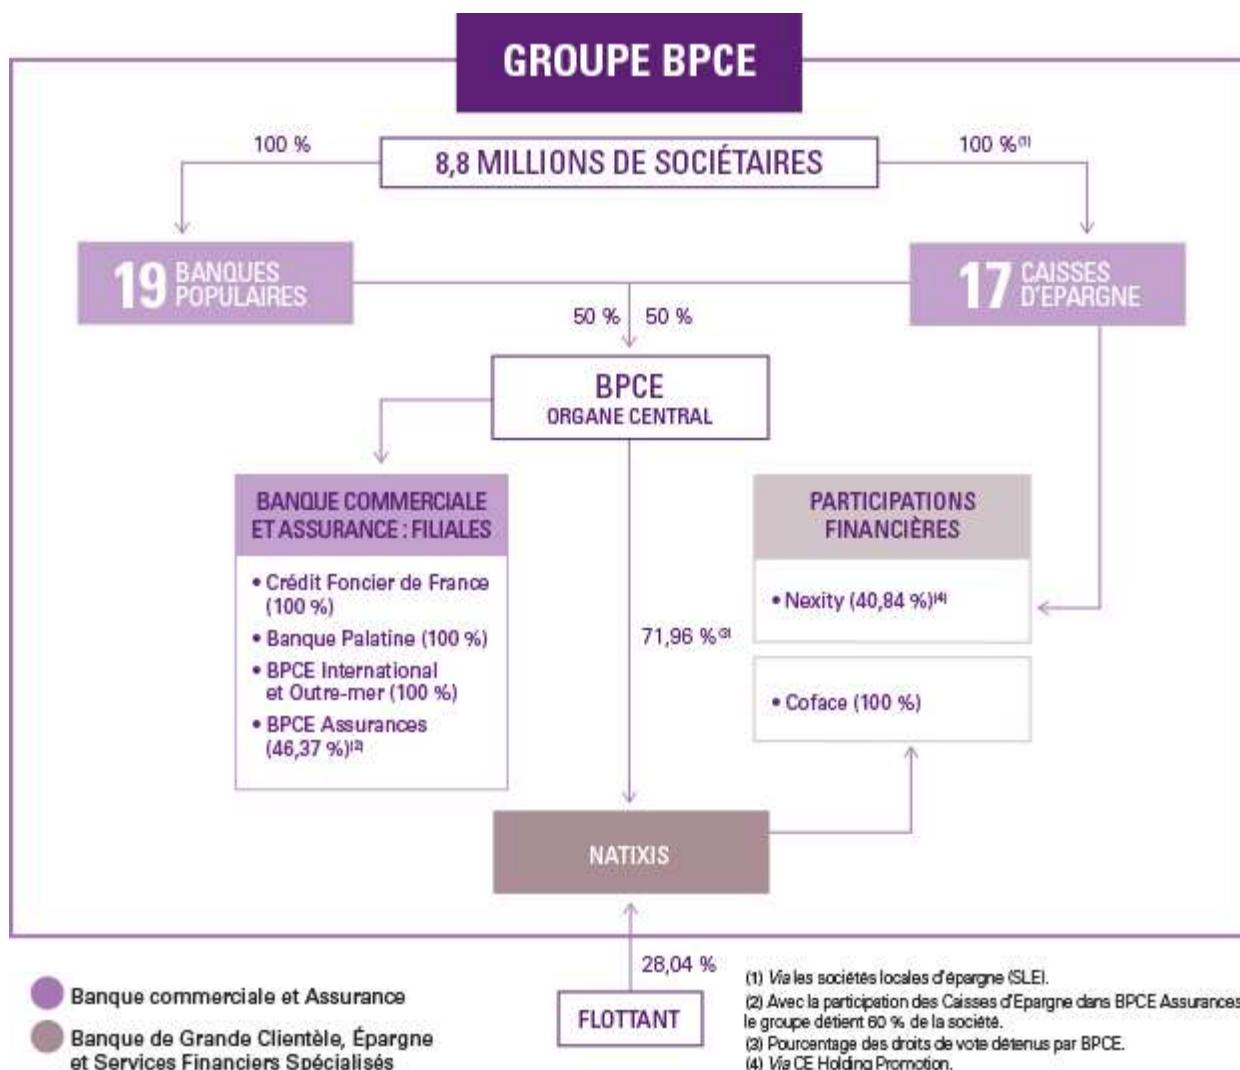 GROUPE BPCE
100 %
8,8 MILLIONS DE SOCIÉTAIRES
100 %(1)
19 BANQUES
POPULAIRES
17 CAISSES
D'EPARGNE
50 % 50 %
BPCE
ORGANE CENTRAL
BANQUE COMMERCIALE
ET ASSURANCE : FILIALES
• Crédit Foncier de France
(100 %)
• Banque Palatine (100 %)
• BPCE International
et Outre-mer (100 %)
• BPCE Assurances
(46,37 %)(2)
71,96 %(3)
PARTICIPATIONS
FINANCIÈRES
• Nexity (40,84 %)(4)
• Coface (100 %)
NATIXIS
28,04 %
FLOTTANT
Banque commerciale et Assurance
Banque de Grande Clientèle, Épargne
et Services Financiers Spécialisés
(1) Via les sociétés locales d'épargne (SLE).
(2) Avec la participation des Caisses d'Epargne dans BPCE Assurances
le groupe détient 60 % de la société.
(3) Pourcentage des droits de vote détenus par BPCE.
(4) Via CE Holding Promotion.